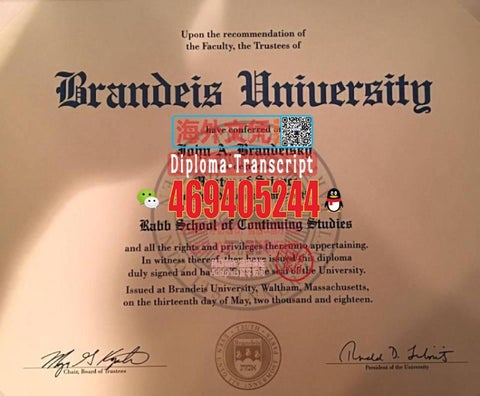 Upon the recommendation of
the Faculty, the Trustees of
Brandeis University
have conferred
海外文凭
John A. Brandeisky
Diploma-Transcript
469405244
Rabb School of Continuing Studies
and all the rights and privileges thereunto appertaining.
In witness thereof, they have issued this diploma
duly signed and seal of the University.
Issued at Brandeis University, Waltham, Massachusetts,
on the thirteenth day of May, two thousand and eighteen.
Chair, Board of Trustees
President of the University